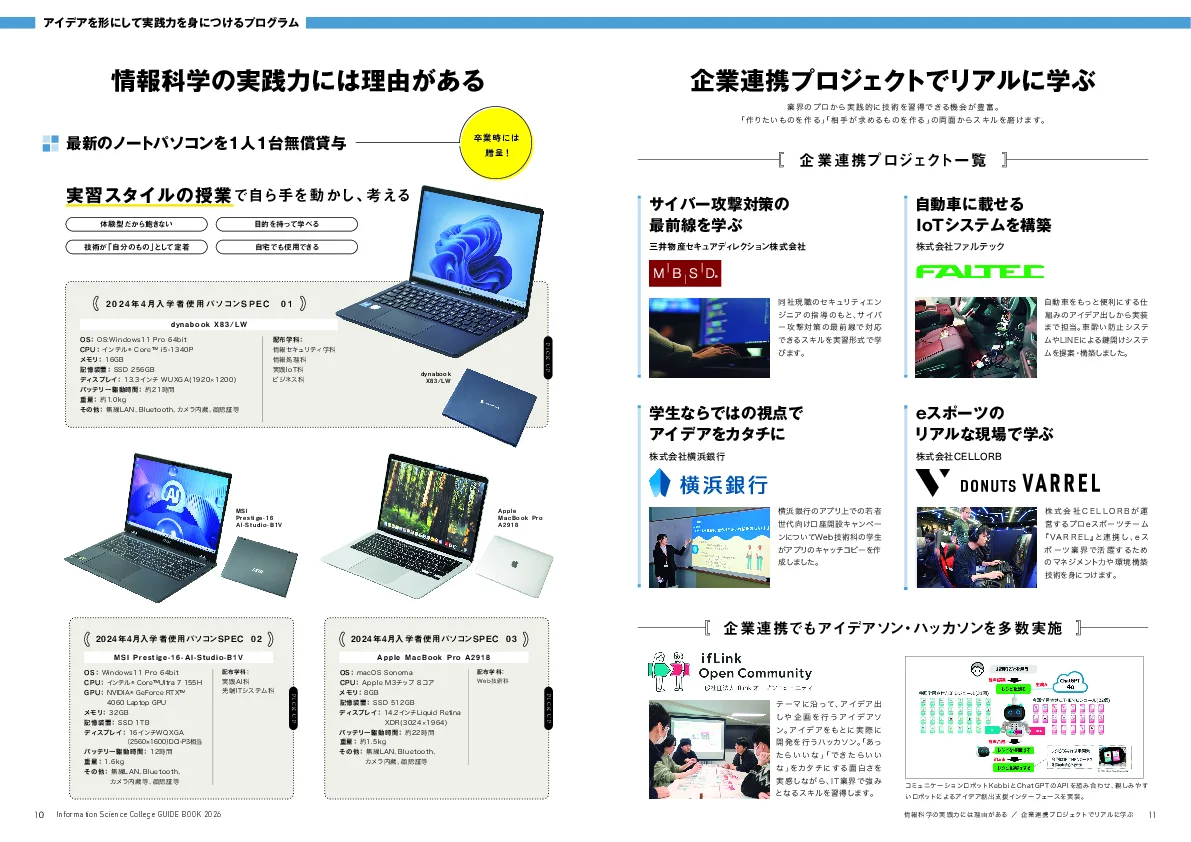 アイデアを形にして実践力を身につけるプログラム
情報科学の実践力には理由がある
最新のノートパソコンを1人1台無償貸与
卒業時には
贈呈！
実習スタイルの授業で自ら手を動かし、考える
体験型だから飽きない
目的を持って学べる
技術が「自分のもの」として定着
自宅でも使用できる
2024年4月入学者使用パソコンSPEC 01
dynabook X83/LW
OS： OS:Windows11 Pro 64bit
CPU： インテル® Core™ i5-1340P
メモリ： 16GB
記憶装置： SSD 256GB
ディスプレイ： 13.3インチ WUXGA(1920×1200)
バッテリー駆動時間： 約21時間
重量： 約1.0kg
その他： 無線LAN、Bluetooth、カメラ内蔵、顔認証等
配布学科：
情報セキュリティ学科
情報処理科
実践IoT科
ビジネス科
PICK UP
dynabook
X83/LW
MSI
Prestige-16
AI-Studio-B1V
Apple
MacBook Pro
A2918
2024年4月入学者使用パソコンSPEC 02
MSI Prestige-16-AI-Studio-B1V
OS： Windows11 Pro 64bit
CPU： インテル® Core™Ultra 7 155H
GPU： NVIDIA® GeForce RTX™
4060 Laptop GPU
メモリ： 32GB
記憶装置： SSD 1TB
ディスプレイ： 16インチWQXGA
(2560×1600)DCI-P3相当
バッテリー駆動時間： 12時間
重量： 1.6kg
その他： 無線LAN、Bluetooth、
カメラ内蔵等、顔認証等
配布学科：
実践AI科
先端ITシステム科
PICK UP
2024年4月入学者使用パソコンSPEC 03
Apple MacBook Pro A2918
OS： macOS Sonoma
CPU： Apple M3チップ 8コア
メモリ： 8GB
記憶装置： SSD 512GB
ディスプレイ： 14.2インチLiquid Retina
XDR(3024×1964)
バッテリー駆動時間： 約22時間
重量： 約1.5kg
その他： 無線LAN、Bluetooth、
カメラ内蔵、顔認証等
配布学科：
Web技術科
PICK UP
10 Information Science College GUIDE BOOK 2026
企業連携プロジェクトでリアルに学ぶ
業界のプロから実践的に技術を習得できる機会が豊富。
「作りたいものを作る」「相手が求めるものを作る」の両面からスキルを磨けます。
企業連携プロジェクト一覧
サイバー攻撃対策の
最前線を学ぶ
三井物産セキュアディレクション株式会社
MBSD
同社現職のセキュリティエン
ジニアの指導のもと、サイバ
ー攻撃対策の最前線で対応
できるスキルを実習形式で学
びます。
自動車に載せる
IoTシステムを構築
株式会社ファルテック
FALTEC
自動車をもっと便利にする仕
組みのアイデア出しから実装
まで担当。車酔い防止システ
ムやLINEによる鍵開けシステ
ムを提案・構築しました。
学生ならではの視点で
アイデアをカタチに
株式会社横浜銀行
横浜銀行
横浜銀行のアプリ上での若者
世代向け口座開設キャンペー
ンについてWeb技術科の学生
がアプリのキャッチコピーを作
成しました。
eスポーツの
リアルな現場で学ぶ
株式会社CELLORB
DONUTS VARREL
株式会社CELLORBが運
営するプロeスポーツチーム
『VARREL』と連携し、eス
ポーツ業界で活躍するため
のマネジメント力や環境構築
技術を身につけます。
企業連携でもアイデアソン・ハッカソンを多数実施
ifLink
Open Community
テーマに沿って、アイデア出
しや企画を行うアイデアソ
ン。アイデアをもとに実際に
開発を行うハッカソン。「あっ
たらいいな」「できたらいい
な」をカタチにする面白さを
実感しながら、IT業界で強み
となるスキルを習得します。
ChatGPT
コミュニケーションロボットKebbiとChatGPTのAPIを組み合わせ、親しみやす
いロボットによるアイデア創出支援インターフェースを実装。
情報科学の実践力には理由がある ／ 企業連携プロジェクトでリアルに学ぶ 11